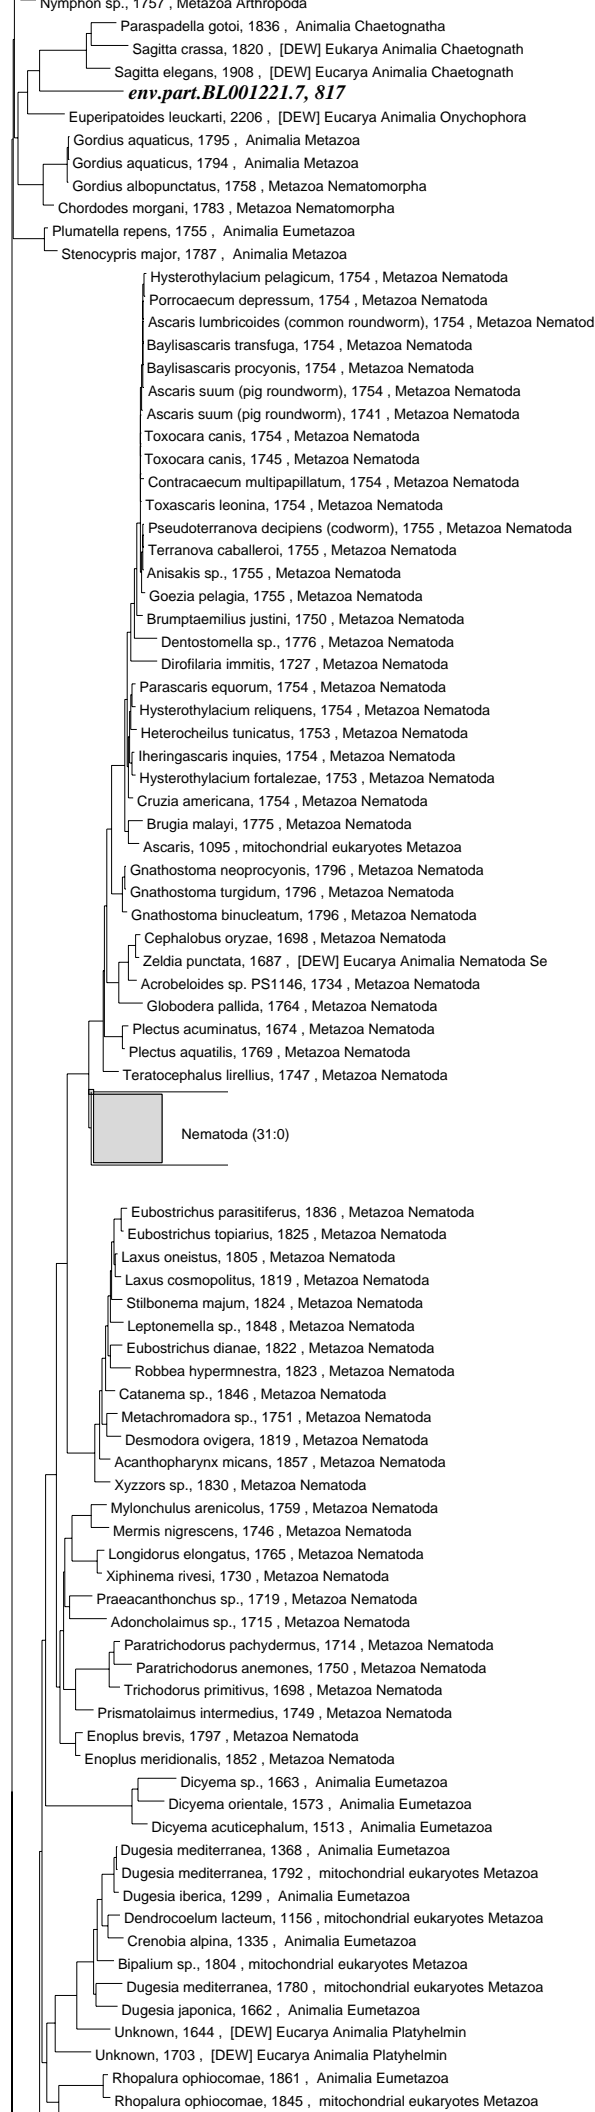 Nymphon sp., 1757 , Metazoa Arthropoda
Paraspadella gotoi, 1836 , Animalia Chaetognatha
Sagitta crassa, 1820 , [DEW] Eukarya Animalia Chaetognath
Sagitta elegans, 1908 , [DEW] Eucarya Animalia Chaetognath
env.part.BL001221.7, 817
Euperipatoides leuckarti, 2206 , [DEW] Eucarya Animalia Onychophora
Gordius aquaticus, 1795 , Animalia Metazoa
Gordius aquaticus, 1794 , Animalia Metazoa
Gordius albopunctatus, 1758 , Metazoa Nematomorpha
Chordodes morgani, 1783 , Metazoa Nematomorpha
Plumatella repens, 1755 , Animalia Eumetazoa
Stenocypris major, 1787 , Animalia Metazoa
Hysterothylacium pelagicum, 1754 , Metazoa Nematoda
Porrocaecum depressum, 1754 , Metazoa Nematoda
Ascaris lumbricoides (common roundworm), 1754 , Metazoa Nematod
Baylisascaris transfuga, 1754 , Metazoa Nematoda
Baylisascaris procyonis, 1754 , Metazoa Nematoda
Ascaris suum (pig roundworm), 1754 , Metazoa Nematoda
Ascaris suum (pig roundworm), 1741 , Metazoa Nematoda
Toxocara canis, 1754 , Metazoa Nematoda
Toxocara canis, 1745 , Metazoa Nematoda
Contracaecum multipapillatum, 1754 , Metazoa Nematoda
Toxascaris leonina, 1754 , Metazoa Nematoda
Pseudoterranova decipiens (codworm), 1755 , Metazoa Nematoda
Terranova caballeroi, 1755 , Metazoa Nematoda
Anisakis sp., 1755 , Metazoa Nematoda
Goezia pelagia, 1755 , Metazoa Nematoda
Brumptaemilius justini, 1750 , Metazoa Nematoda
Dentostomella sp., 1776 , Metazoa Nematoda
Dirofilaria immitis, 1727 , Metazoa Nematoda
Parascaris equorum, 1754 , Metazoa Nematoda
Hysterothylacium reliquens, 1754 , Metazoa Nematoda
Heterocheilus tunicatus, 1753 , Metazoa Nematoda
Iheringascaris inquies, 1754 , Metazoa Nematoda
Hysterothylacium fortalezae, 1753 , Metazoa Nematoda
Cruzia americana, 1754 , Metazoa Nematoda
Brugia malayi, 1775 , Metazoa Nematoda
Ascaris, 1095 , mitochondrial eukaryotes Metazoa
Gnathostoma neoprocyonis, 1796 , Metazoa Nematoda
Gnathostoma turgidum, 1796 , Metazoa Nematoda
Gnathostoma binucleatum, 1796 , Metazoa Nematoda
Cephalobus oryzae, 1698 , Metazoa Nematoda
Zeldia punctata, 1687 , [DEW] Eucarya Animalia Nematoda Se
Acrobeloides sp. PS1146, 1734 , Metazoa Nematoda
Globodera pallida, 1764 , Metazoa Nematoda
Plectus acuminatus, 1674 , Metazoa Nematoda
Plectus aquatilis, 1769 , Metazoa Nematoda
Teratocephalus lirellius, 1747 , Metazoa Nematoda
Nematoda (31:0)
Eubostrichus parasitiferus, 1836 , Metazoa Nematoda
Eubostrichus topiarius, 1825 , Metazoa Nematoda
Laxus oneistus, 1805 , Metazoa Nematoda
Laxus cosmopolitus, 1819 , Metazoa Nematoda
Stilbonema majum, 1824 , Metazoa Nematoda
Leptonemella sp., 1848 , Metazoa Nematoda
Eubostrichus dianae, 1822 , Metazoa Nematoda
Robbea hypermnestra, 1823 , Metazoa Nematoda
Catanema sp., 1846 , Metazoa Nematoda
Metachromadora sp., 1751 , Metazoa Nematoda
Desmodora ovigera, 1819 , Metazoa Nematoda
Acanthopharynx micans, 1857 , Metazoa Nematoda
Xyzzors sp., 1830 , Metazoa Nematoda
Mylonchulus arenicolus, 1759 , Metazoa Nematoda
Mermis nigrescens, 1746 , Metazoa Nematoda
Longidorus elongatus, 1765 , Metazoa Nematoda
Xiphinema rivesi, 1730 , Metazoa Nematoda
Praeacanthonchus sp., 1719 , Metazoa Nematoda
Adoncholaimus sp., 1715 , Metazoa Nematoda
Paratrichodorus pachydermus, 1714 , Metazoa Nematoda
Paratrichodorus anemones, 1750 , Metazoa Nematoda
Trichodorus primitivus, 1698 , Metazoa Nematoda
Prismatolaimus intermedius, 1749 , Metazoa Nematoda
Enoplus brevis, 1797 , Metazoa Nematoda
Enoplus meridionalis, 1852 , Metazoa Nematoda
Dicyema sp., 1663 , Animalia Eumetazoa
Dicyema orientale, 1573 , Animalia Eumetazoa
Dicyema acuticephalum, 1513 , Animalia Eumetazoa
Dugesia mediterranea, 1368 , Animalia Eumetazoa
Dugesia mediterranea, 1792 , mitochondrial eukaryotes Metazoa
Dugesia iberica, 1299 , Animalia Eumetazoa
Dendrocoelum lacteum, 1156 , mitochondrial eukaryotes Metazoa
Crenobia alpina, 1335 , Animalia Eumetazoa
Bipalium sp., 1804 , mitochondrial eukaryotes Metazoa
Dugesia mediterranea, 1780 , mitochondrial eukaryotes Metazoa
Dugesia japonica, 1662 , Animalia Eumetazoa
Unknown, 1644 , [DEW] Eucarya Animalia Platyhelmin
Unknown, 1703 , [DEW] Eucarya Animalia Platyhelmin
Rhopalura ophiocomae, 1861 , Animalia Eumetazoa
Rhopalura ophiocomae, 1845 , mitochondrial eukaryotes Metazoa